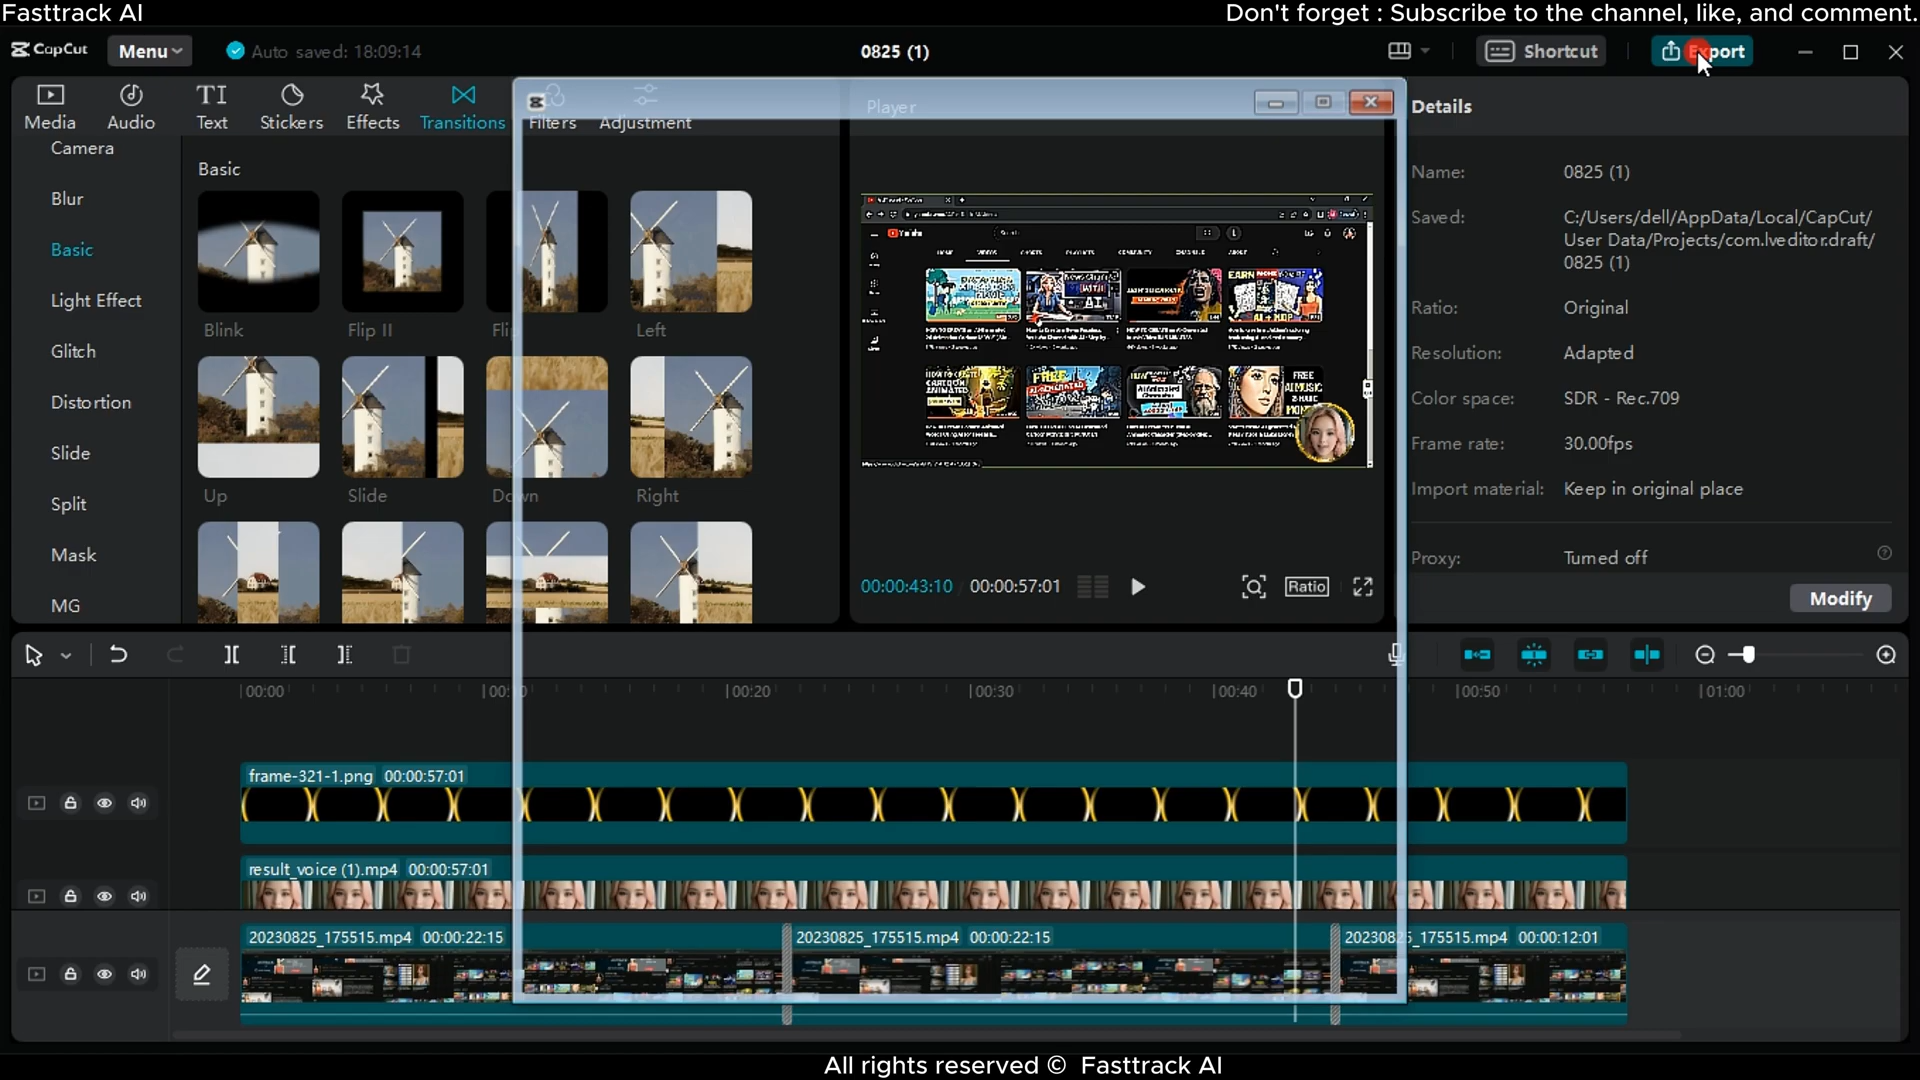 Fasttrack AI
Don't forget : Subscribe to the channel, like, and comment.
CapCut
Menu
Auto saved: 18:09:14
0825 (1)
Shortcut
Export
Media
Audio
Text
Stickers
Effects
Transitions
Filters
Adjustment
Player
Details
Camera
Blur
Basic
Light Effect
Glitch
Distortion
Slide
Split
Mask
MG
Basic
Blink
Flip II
Left
Up
Slide
Down
Right
00:00:43:10
00:00:57:01
Ratio
Name: 0825 (1)
Saved: C:/Users/dell/AppData/Local/CapCut/
User Data/Projects/com.lveditor.draft/
0825 (1)
Ratio: Original
Resolution: Adapted
Color space: SDR - Rec.709
Frame rate: 30.00fps
Import material: Keep in original place
Proxy: Turned off
Modify
00:00
00:20
00:30
00:40
00:50
01:00
frame-321-1.png 00:00:57:01
result_voice (1).mp4 00:00:57:01
20230825_175515.mp4 00:00:22:15
20230825_175515.mp4 00:00:22:15
20230825_175515.mp4 00:00:12:01
All rights reserved © Fasttrack AI